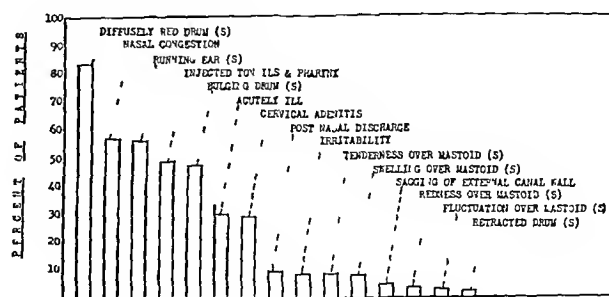 PERCENT OF PATIENTS
100
90
80
70
60
50
40
30
20
10
DIFFUSELY RED DRUM (S)
NASAL CONGESTION
RUNNING EAR (S)
INJECTED TONSILS & PHARYNX
BULGING DRUM (S)
ACUTELY ILL
CERVICAL ADENITIS
POST NASAL DISCHARGE
IRRITABILITY
TENDERNESS OVER MASTOID (S)
SWELLING OVER MASTOID (S)
SAGGING OF EXTERNAL CANAL WALL
REDNESS OVER MASTOID (S)
FLUCTUATION OVER MASTOID (S)
RETRACTED DRUM (S)